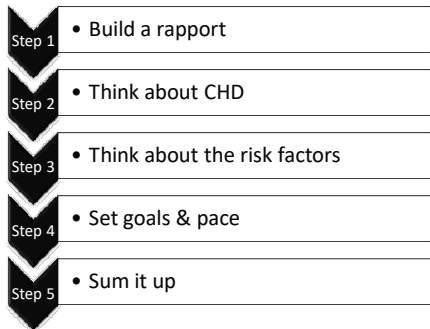 Step 1 • Build a rapport
Step 2 • Think about CHD
Step 3 • Think about the risk factors
Step 4 • Set goals & pace
Step 5 • Sum it up